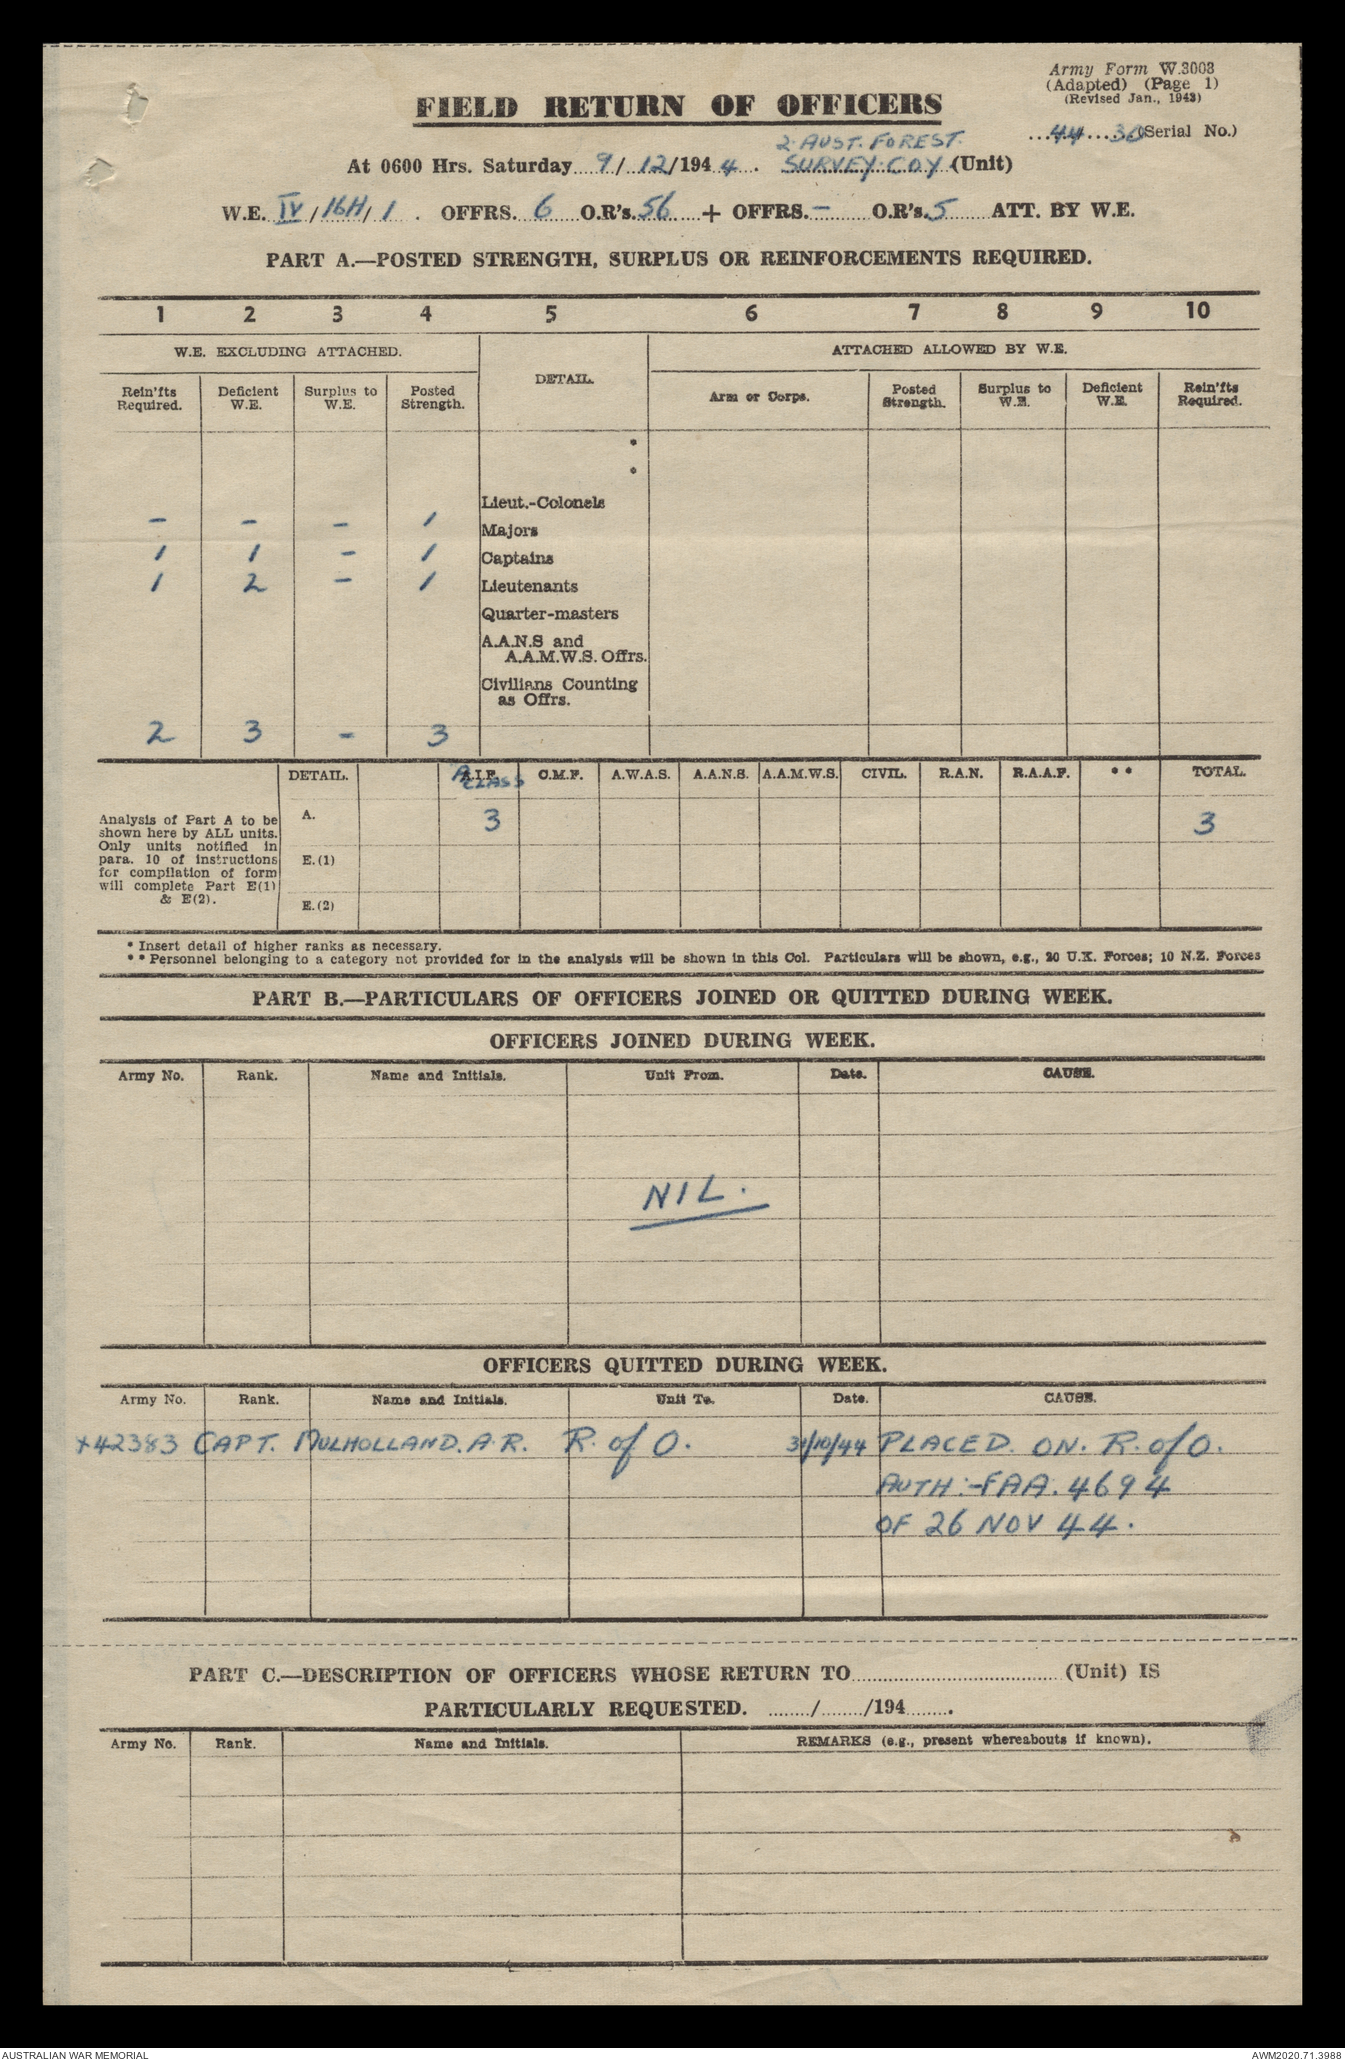 Army Form W.3003
(Adapted) (Page 1)
(Revised Jan., 1943)
FIELD RETURN OF OFFICERS
...44...30(Serial No.)
2 AUST. FOREST
At 0600 Hrs. Saturday 9/ 12/194 4. SURVEY COY (Unit)
W.E. IV/16H/1. OFFRS. 6 O.R's. 56 + OFFRS. - O.R's. 5 ATT. BY W.E.
PART A.—POSTED STRENGTH, SURPLUS OR REINFORCEMENTS REQUIRED.
1 2 3 4 5 6 7 8 9 10
W.E. EXCLUDING ATTACHED. DETAIL. ATTACHED ALLOWED BY W.E.
Rein'fts Required. Deficient W.E. Surplus to W.E. Posted Strength. Arm or Corps. Posted Strength. Surplus to W.E. Deficient W.E. Rein'fts Required.
*
*
Lieut.-Colonels
- - - 1 Majors
1 1 - 1 Captains
1 2 - 1 Lieutenants
Quarter-masters
A.A.N.S and
A.A.M.W.S. Offrs.
Civilians Counting
as Offrs.
2 3 - 3
DETAIL. A.I.F. C.M.F. A.W.A.S. A.A.N.S. A.A.M.W.S. CIVIL. R.A.N. R.A.A.F. * * TOTAL.
A CLASS
Analysis of Part A to be
shown here by ALL units.
Only units notified in
para. 10 of instructions
for compilation of form
will complete Part E(1)
& E(2).
A. 3 3
E.(1)
E.(2)
* Insert detail of higher ranks as necessary.
* * Personnel belonging to a category not provided for in the analysis will be shown in this Col. Particulars will be shown, e.g., 20 U.K. Forces; 10 N.Z. Forces
PART B.—PARTICULARS OF OFFICERS JOINED OR QUITTED DURING WEEK.
OFFICERS JOINED DURING WEEK.
Army No. Rank. Name and Initials. Unit From. Date. CAUSE.
NIL.
OFFICERS QUITTED DURING WEEK.
Army No. Rank. Name and Initials. Unit To. Date. CAUSE.
X42383 CAPT. MULHOLLAND. A.R. R. of O. 31/10/44 PLACED ON. R. of O.
AUTH:-FAA. 4694
OF 26 NOV 44.
PART C.—DESCRIPTION OF OFFICERS WHOSE RETURN TO.................................... (Unit) IS
PARTICULARLY REQUESTED. ......../......../194........
Army No. Rank. Name and Initials. REMARKS (e.g., present whereabouts if known).
AUSTRALIAN WAR MEMORIAL
AWM2020.71.3988